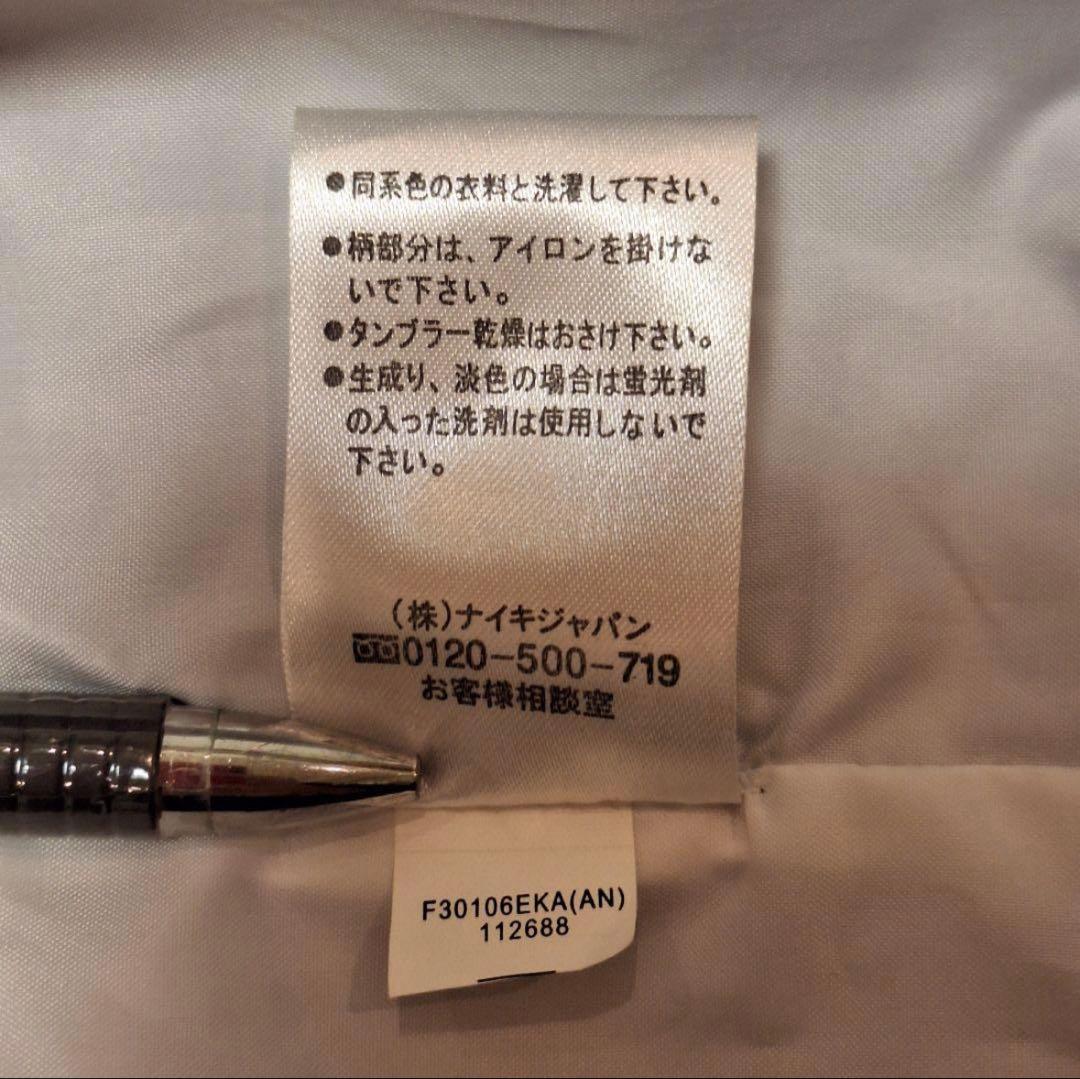 ●同系色の衣料と洗濯して下さい。
●柄部分は、アイロンを掛けな
いで下さい。
●タンブラー乾燥はおさけ下さい。
●生成り、淡色の場合は蛍光剤
の入った洗剤は使用しないで
下さい。
(株)ナイキジャパン
0120-500-719
お客様相談室
F30106EKA(AN)
112688